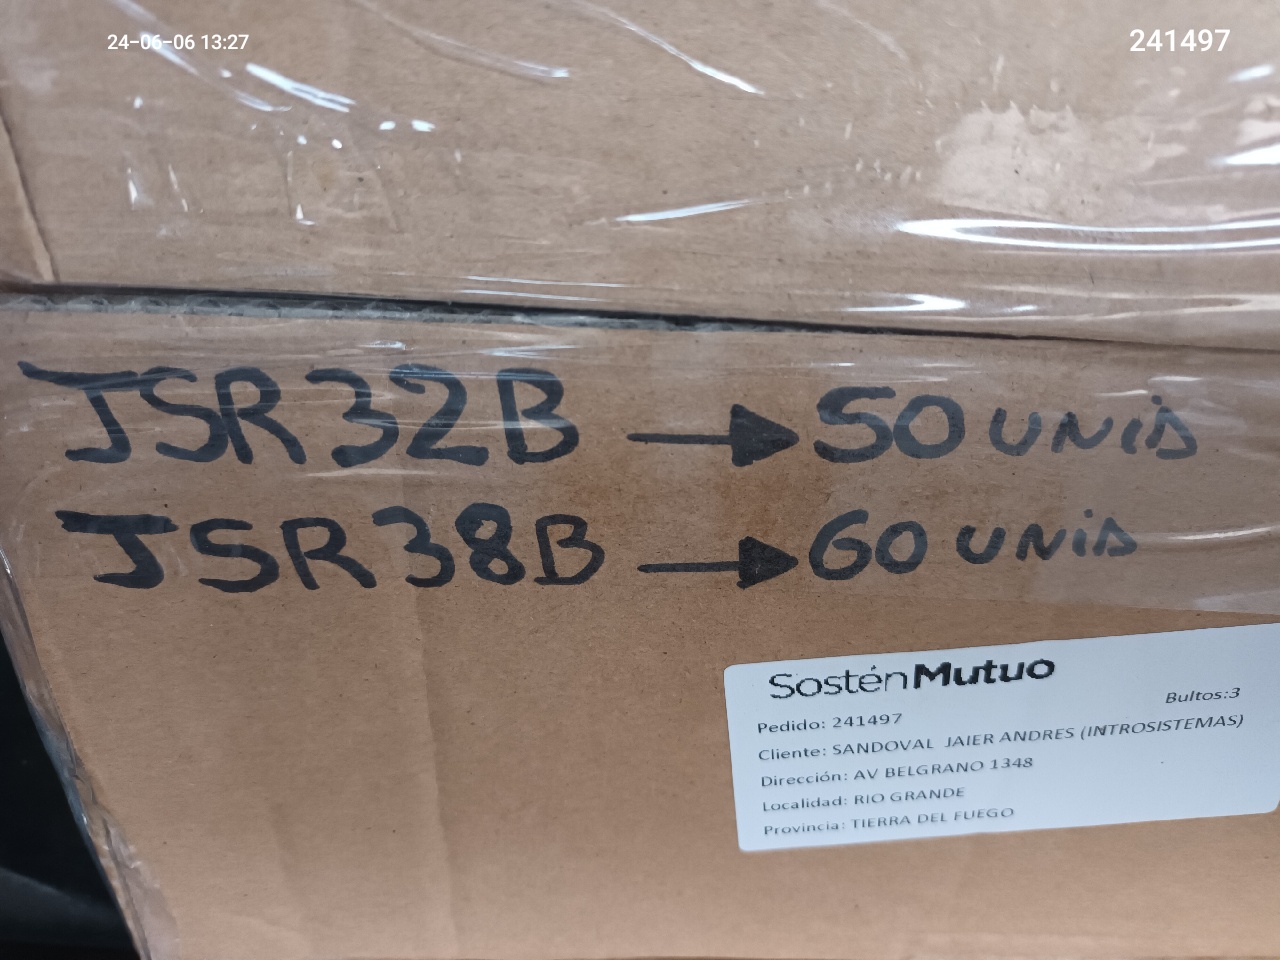 24-06-06 13:27
241497
JSR32B → 50 UNID
JSR38B → 60 UNID
SosténMutuo
Bultos:3
Pedido: 241497
Cliente: SANDOVAL JAIER ANDRES (INTROSISTEMAS)
Dirección: AV BELGRANO 1348
Localidad: RIO GRANDE
Provincia: TIERRA DEL FUEGO